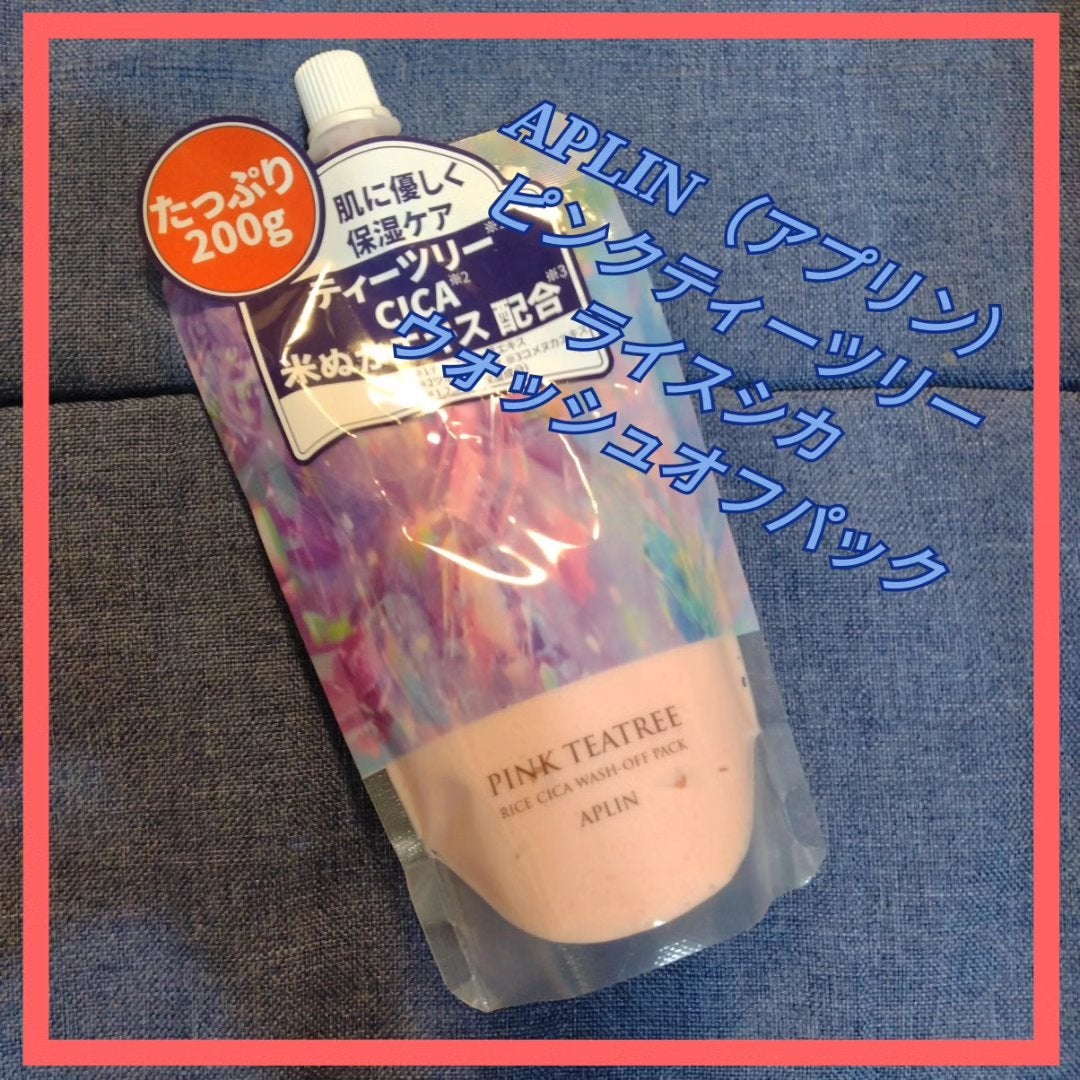 たっぷり
200g
肌に優しく
保湿ケア
ティーツリー
CICA※2
配合※3
APLIN（アプリン）
ピンクティーツリー
ライスシカ
ウォッシュオフパック
PINK TEATREE
RICE CICA WASH-OFF PACK
APLIN